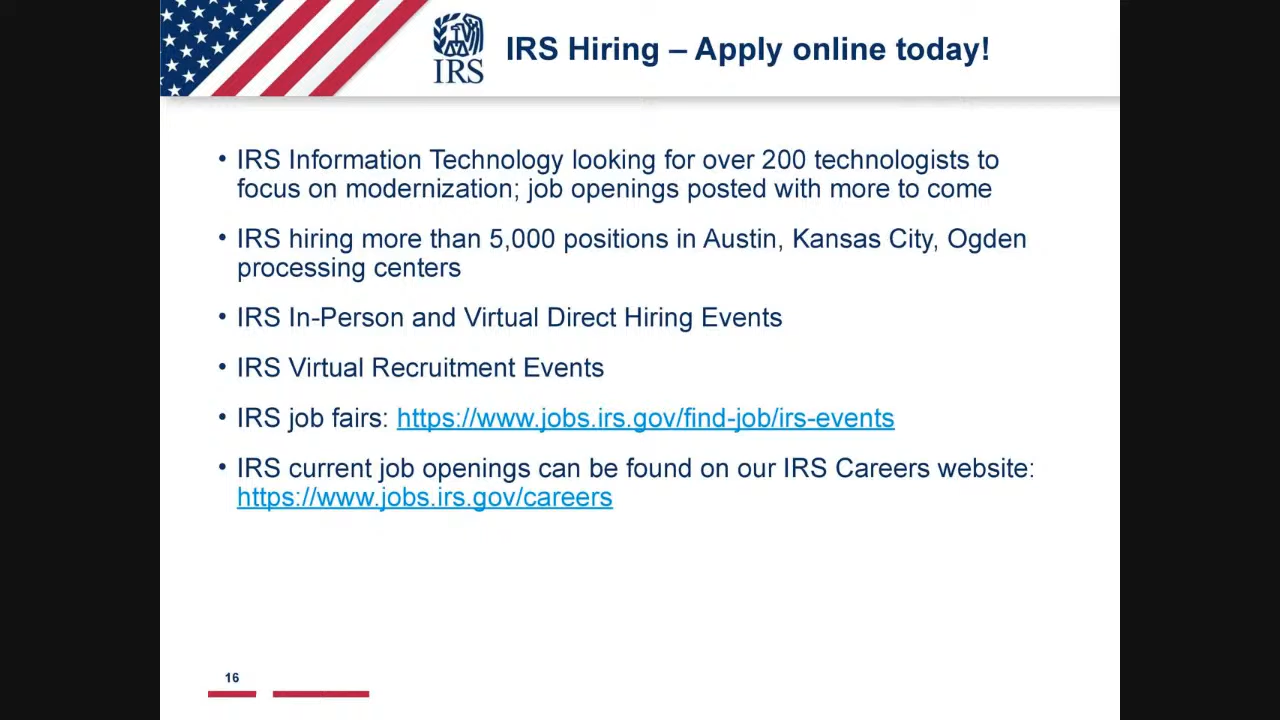 IRS
IRS Hiring – Apply online today!
• IRS Information Technology looking for over 200 technologists to
focus on modernization; job openings posted with more to come
• IRS hiring more than 5,000 positions in Austin, Kansas City, Ogden
processing centers
• IRS In-Person and Virtual Direct Hiring Events
• IRS Virtual Recruitment Events
• IRS job fairs: https://www.jobs.irs.gov/find-job/irs-events
• IRS current job openings can be found on our IRS Careers website:
https://www.jobs.irs.gov/careers
16